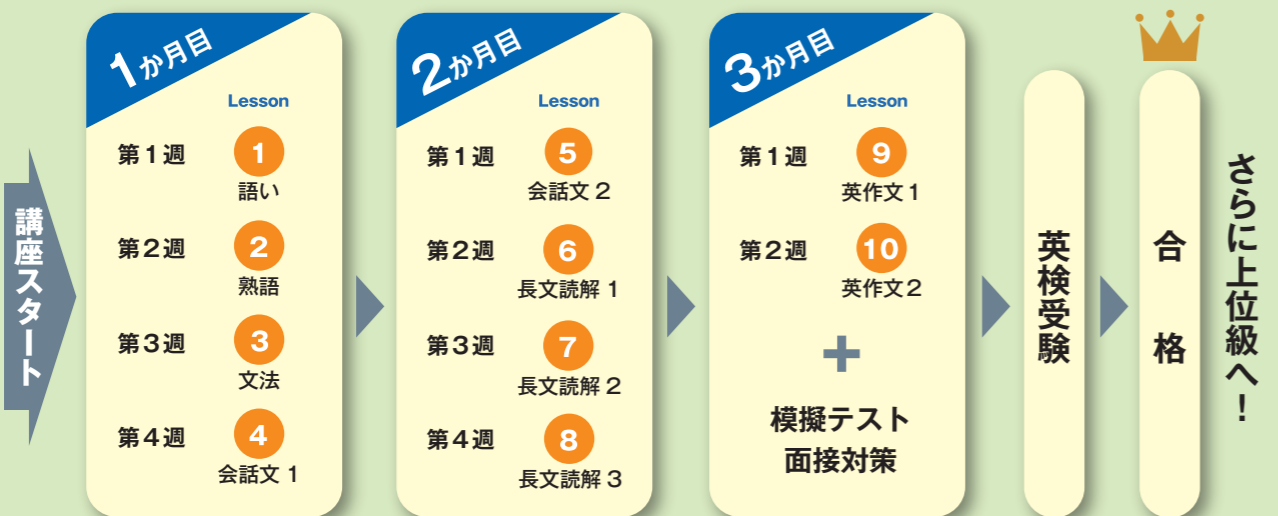 講座スタート
1か月目
Lesson
第1週
1
語い
第2週
2
熟語
第3週
3
文法
第4週
4
会話文 1
2か月目
Lesson
第1週
5
会話文 2
第2週
6
長文読解 1
第3週
7
長文読解 2
第4週
8
長文読解 3
3か月目
Lesson
第1週
9
英作文 1
第2週
10
英作文 2
+
模擬テスト
面接対策
英検受験
合格
さらに上位級へ！